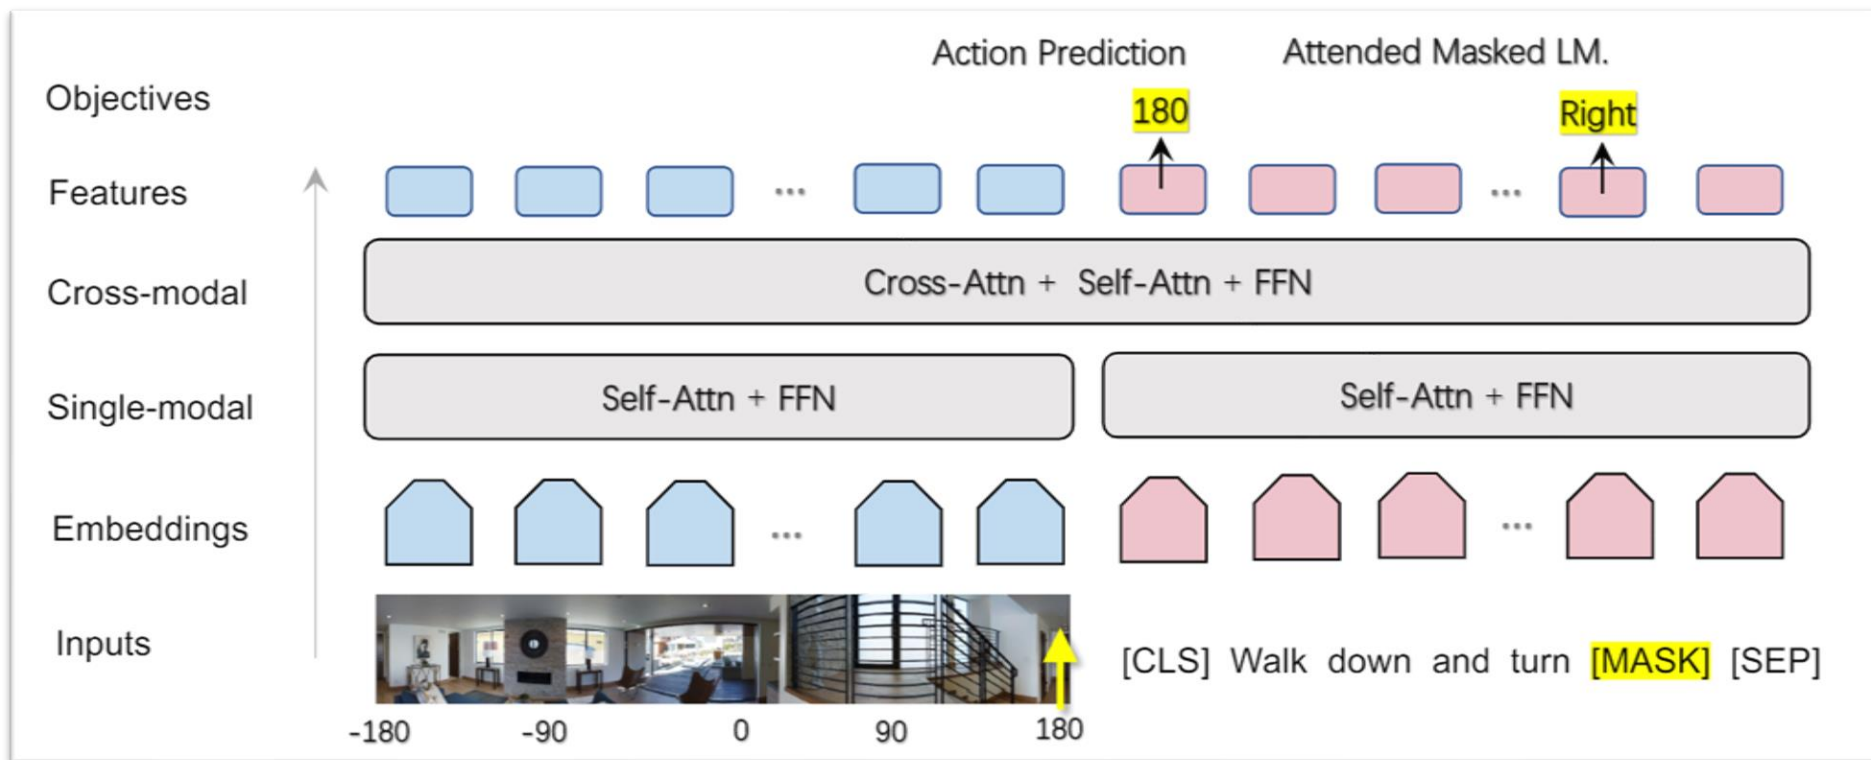 Action Prediction Attended Masked LM.
Objectives 180 Right
Features ... ...
Cross-modal Cross-Attn + Self-Attn + FFN
Single-modal Self-Attn + FFN Self-Attn + FFN
Embeddings ... ...
Inputs [CLS] Walk down and turn [MASK] [SEP]
-180 -90 0 90 180